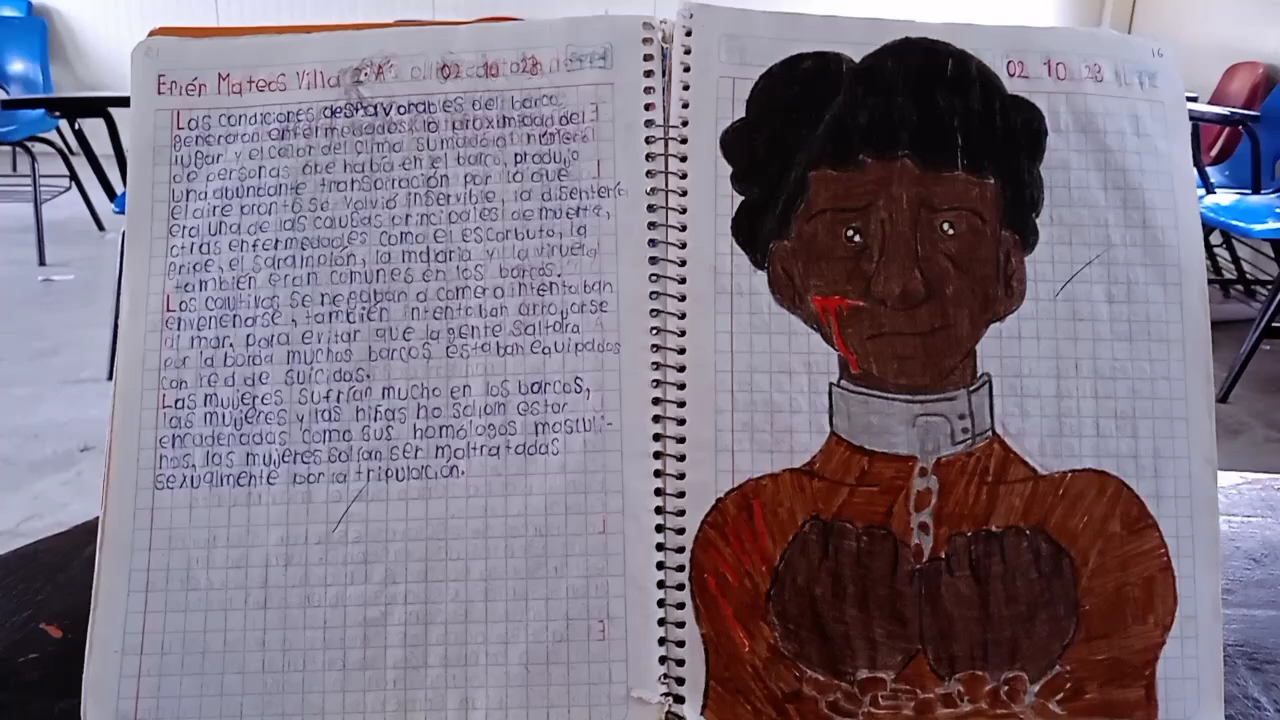 Efrén Mateos Villa 2° "A" 02 10 23
Las condiciones desfavorables del barco
generaron enfermedades, la proximidad del
lugar y el calor del clima sumado al número
de personas que había en el barco, produjo
una abundante transpiración por lo que
el aire pronto se volvió inservible, la disentería
era una de las causas principales de muerte,
otras enfermedades como el escorbuto, la
gripe, el sarampión, la malaria y la viruela
también eran comunes en los barcos.
Los cautivos se negaban a comer o intentaban
envenenarse, también intentaban arrojarse
al mar, para evitar que la gente saltara
por la borda muchos barcos estaban equipados
con red de suicidas.
Las mujeres sufrían mucho en los barcos,
las mujeres y las niñas no solían estar
encadenadas como sus homólogos masculi-
nos, las mujeres solían ser maltratadas
sexualmente por la tripulación.
16
02 10 23